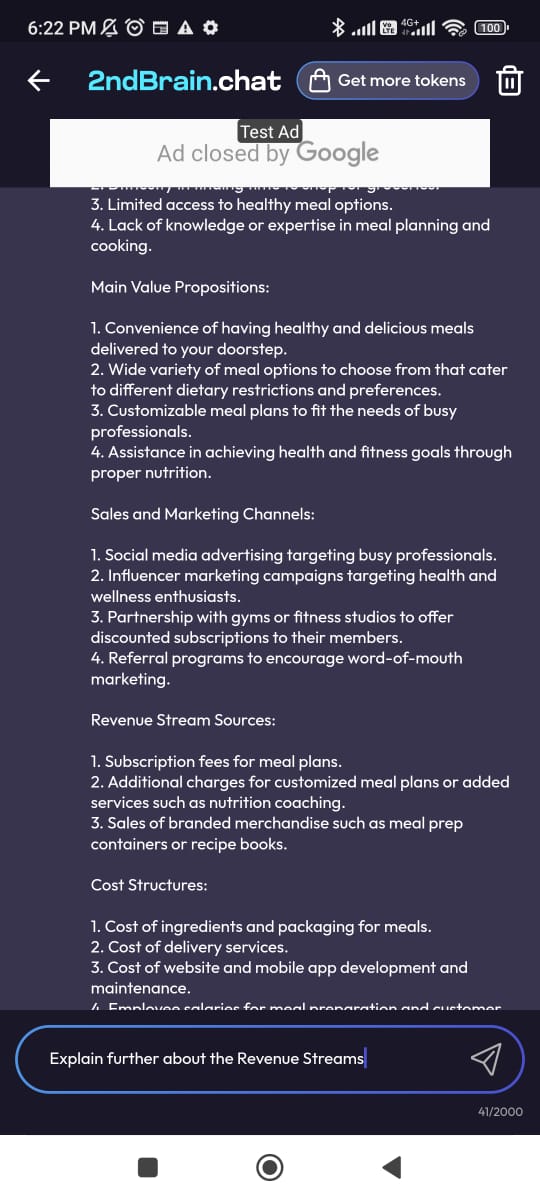 6:22 PM
4G+
100
2ndBrain.chat
Get more tokens
Test Ad
Ad closed by Google
2. Difficulty in finding time to shop for groceries.
3. Limited access to healthy meal options.
4. Lack of knowledge or expertise in meal planning and
cooking.
Main Value Propositions:
1. Convenience of having healthy and delicious meals
delivered to your doorstep.
2. Wide variety of meal options to choose from that cater
to different dietary restrictions and preferences.
3. Customizable meal plans to fit the needs of busy
professionals.
4. Assistance in achieving health and fitness goals through
proper nutrition.
Sales and Marketing Channels:
1. Social media advertising targeting busy professionals.
2. Influencer marketing campaigns targeting health and
wellness enthusiasts.
3. Partnership with gyms or fitness studios to offer
discounted subscriptions to their members.
4. Referral programs to encourage word-of-mouth
marketing.
Revenue Stream Sources:
1. Subscription fees for meal plans.
2. Additional charges for customized meal plans or added
services such as nutrition coaching.
3. Sales of branded merchandise such as meal prep
containers or recipe books.
Cost Structures:
1. Cost of ingredients and packaging for meals.
2. Cost of delivery services.
3. Cost of website and mobile app development and
maintenance.
4. Employee salaries for meal preparation and customer
Explain further about the Revenue Streams
41/2000